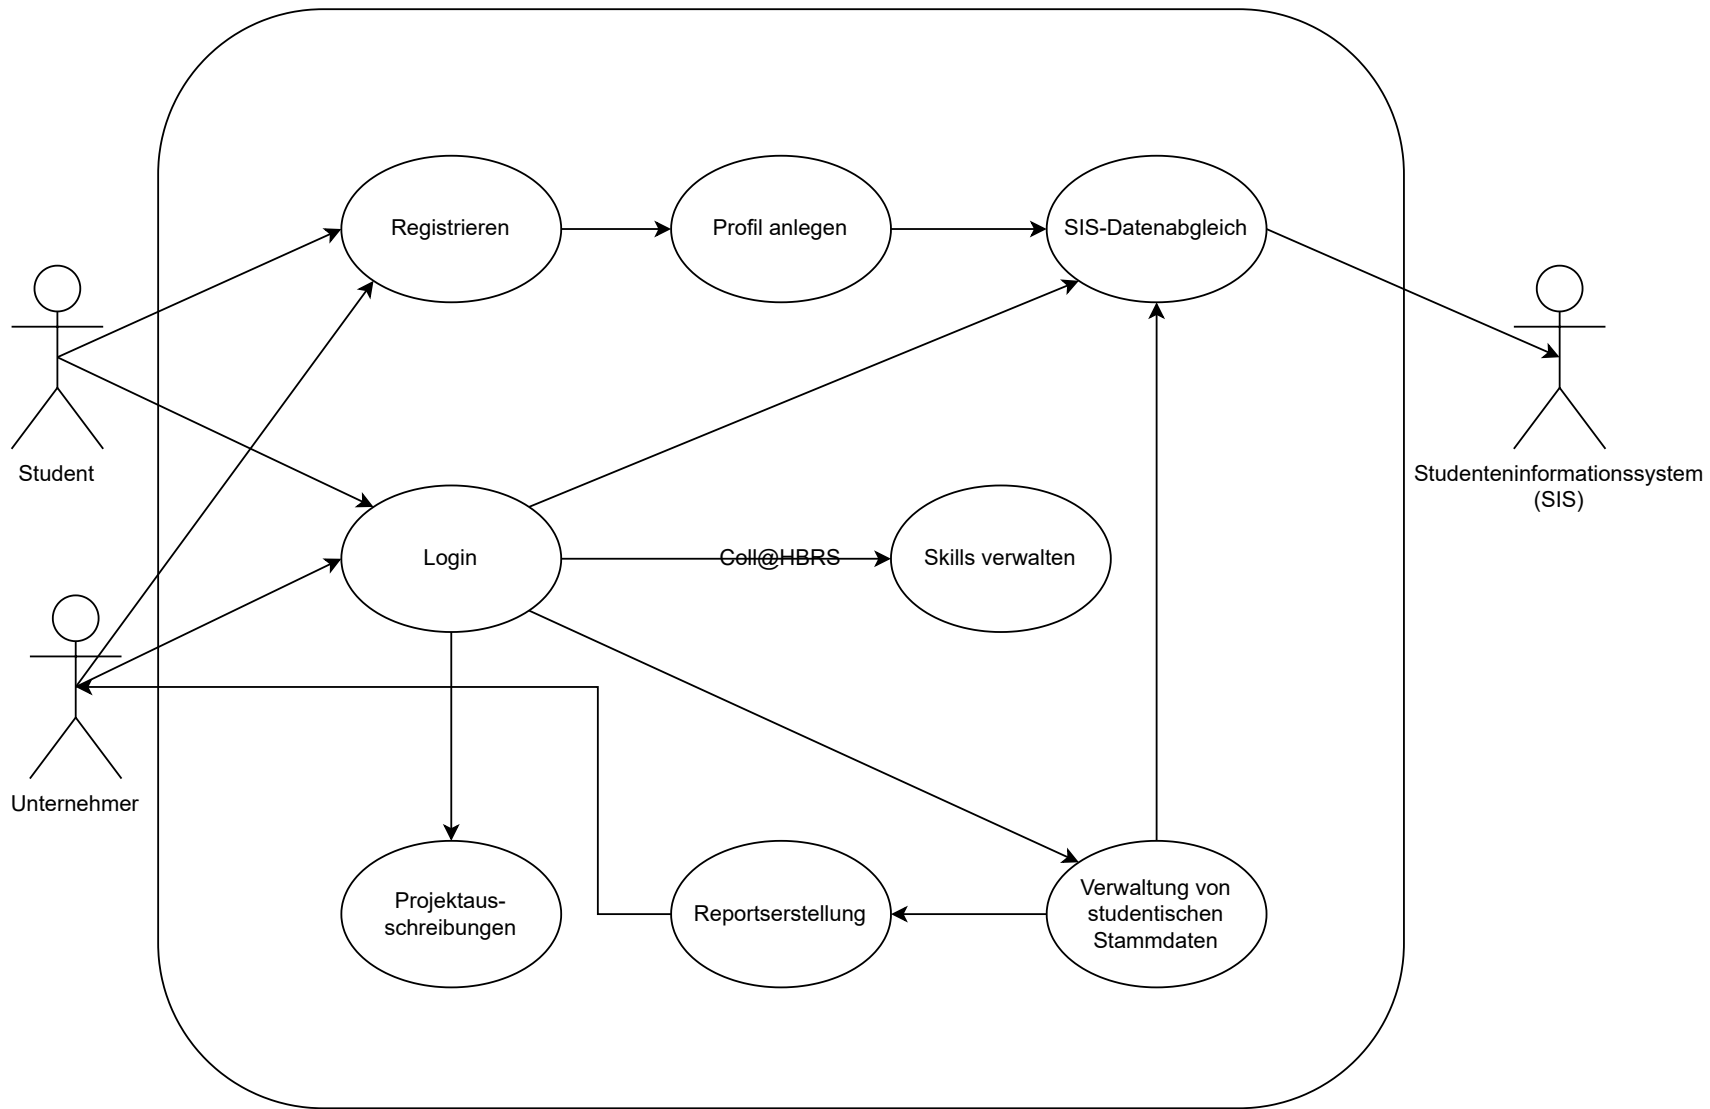 Registrieren
Profil anlegen
SIS-Datenabgleich
Student
Studenteninformationssystem
(SIS)
Login
Coll@HBRS
Skills verwalten
Unternehmer
Projektaus-
schreibungen
Reportserstellung
Verwaltung von
studentischen
Stammdaten